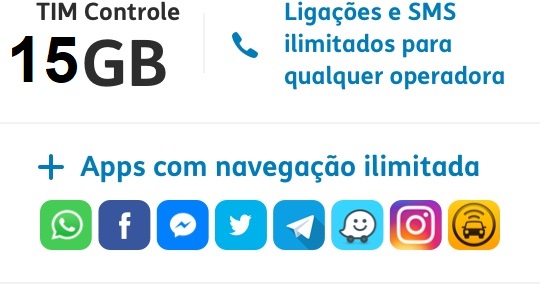 TIM Controle
15GB
Ligações e SMS
ilimitados para
qualquer operadora
+ Apps com navegação ilimitada
f